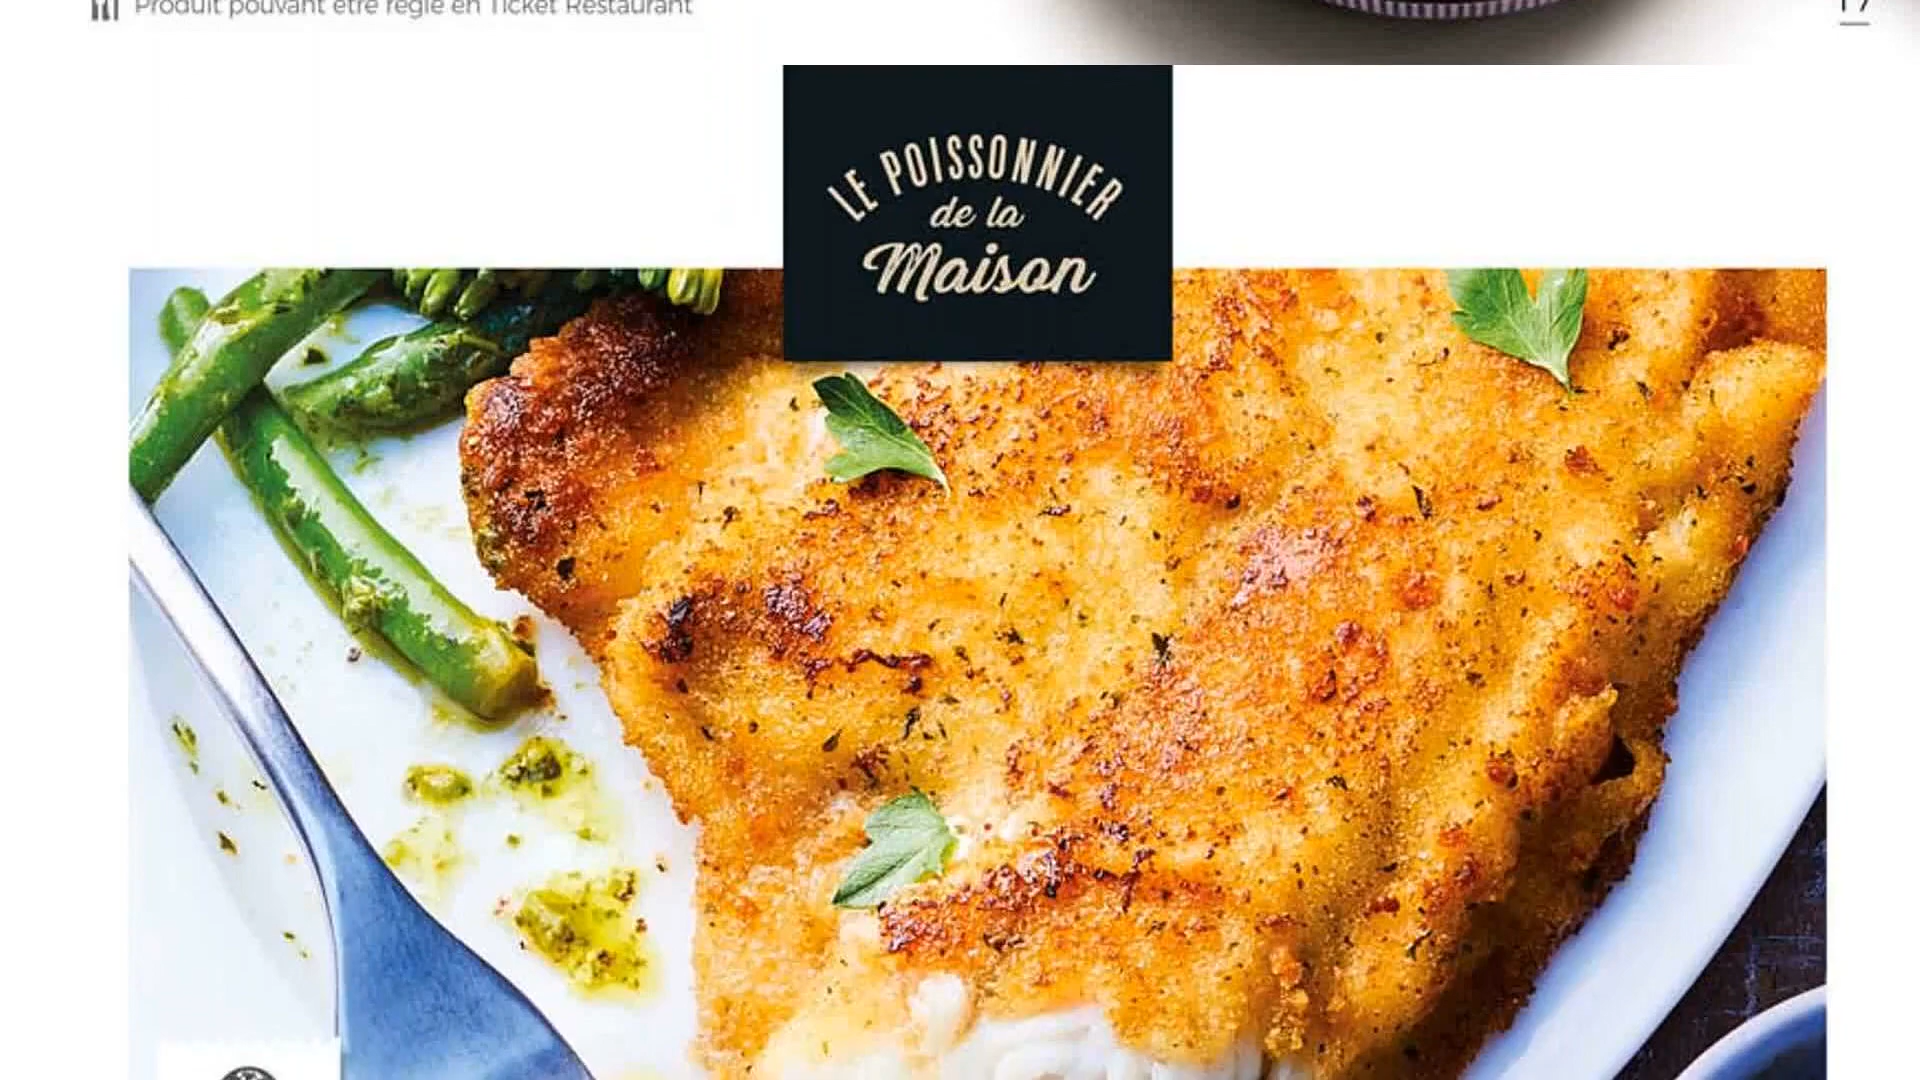 Produit pouvant être réglé en Ticket Restaurant
LE POISSONNIER
de la
Maison